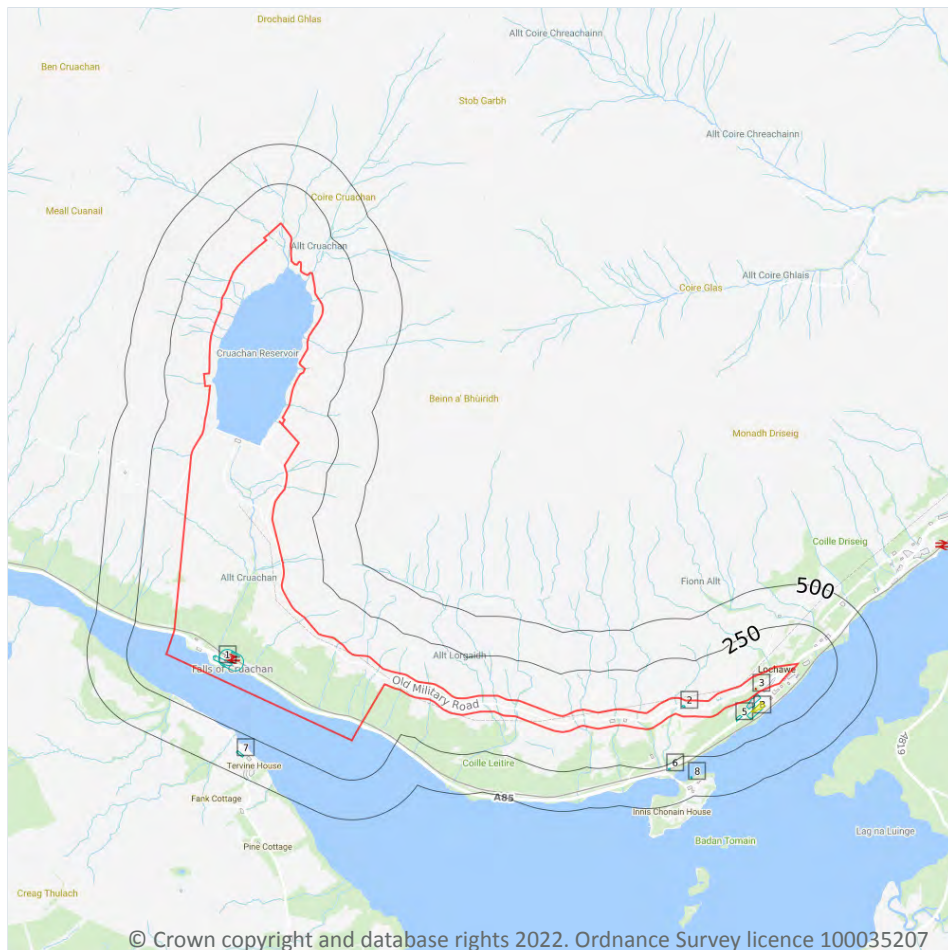 Drochaid Ghlas
Allt Coire Chreachainn
Ben Cruachan
Stob Garbh
Allt Coire Chreachainn
Coire Cruachan
Meall Cuanail
Allt Cruachan
Allt Coire Ghlais
Coire Glas
Cruachan Reservoir
Beinn a' Bhùiridh
Monadh Driseig
Coille Driseig
Allt Cruachan
Fionn Allt
500
250
Allt Lorgaidh
1
Falls of Cruachan
Lochawe
3
Old Military Road
2
5
A819
7
Tervine House
Coille Leitire
6
8
Fank Cottage
A85
Innis Chonain House
Lag na Luinge
Pine Cottage
Badan Tomain
Creag Thulach
© Crown copyright and database rights 2022. Ordnance Survey licence 100035207